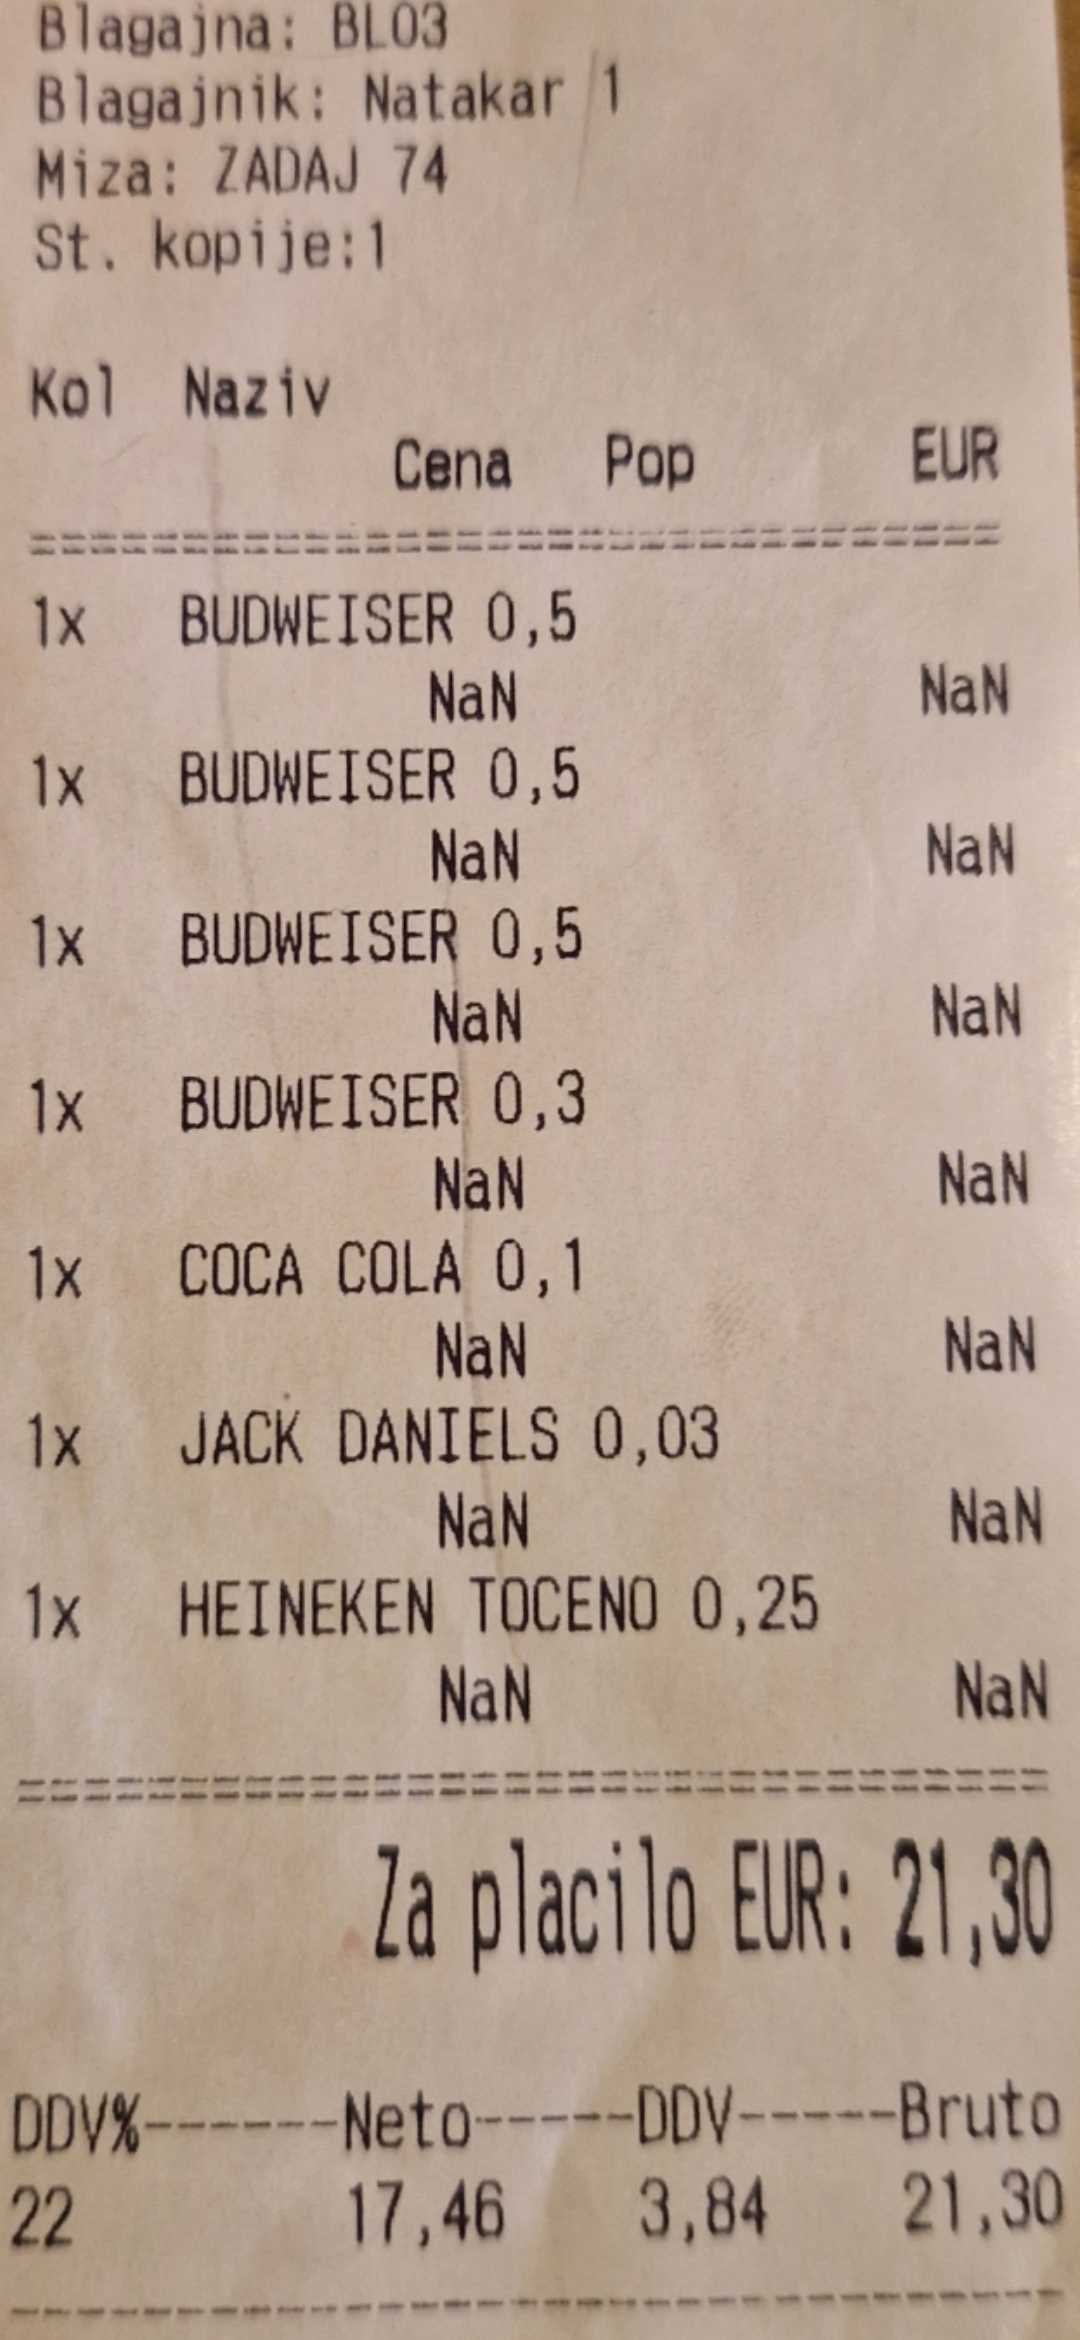 Blagajna: BL03
Blagajnik: Natakar 1
Miza: ZADAJ 74
St. kopije:1
Kol Naziv
Cena Pop EUR
================================
1x BUDWEISER 0,5
NaN NaN
1x BUDWEISER 0,5
NaN NaN
1x BUDWEISER 0,5
NaN NaN
1x BUDWEISER 0,3
NaN NaN
1x COCA COLA 0,1
NaN NaN
1x JACK DANIELS 0,03
NaN NaN
1x HEINEKEN TOCENO 0,25
NaN NaN
================================
Za placilo EUR: 21,30
DDV%------Neto-----DDV-----Bruto
22 17,46 3,84 21,30
--------------------------------